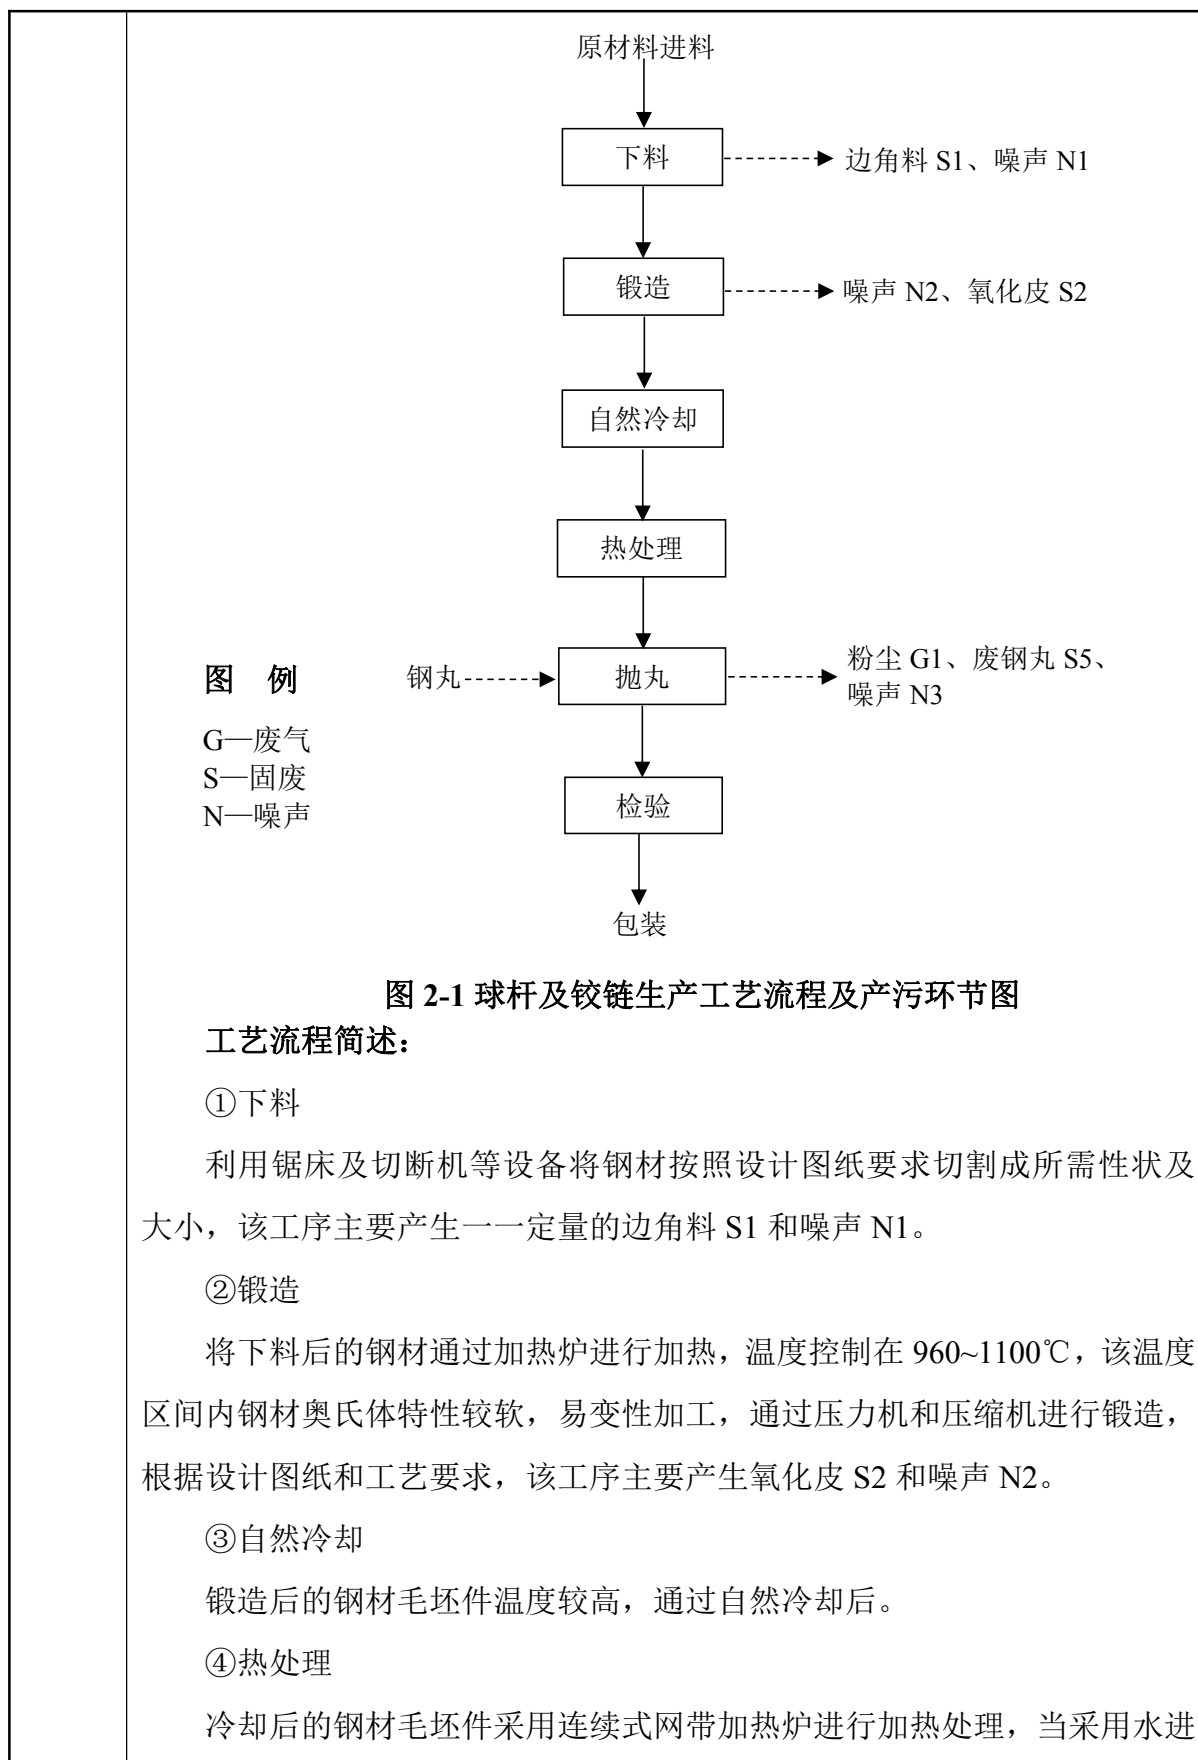 原材料进料
下料
边角料 S1、噪声 N1
锻造
噪声 N2、氧化皮 S2
自然冷却
热处理
钢丸
抛丸
粉尘 G1、废钢丸 S5、
噪声 N3
图 例
G—废气
S—固废
N—噪声
检验
包装
图 2-1 球杆及铰链生产工艺流程及产污环节图
工艺流程简述：
①下料
利用锯床及切断机等设备将钢材按照设计图纸要求切割成所需性状及
大小，该工序主要产生一一定量的边角料 S1 和噪声 N1。
②锻造
将下料后的钢材通过加热炉进行加热，温度控制在 960~1100℃，该温度
区间内钢材奥氏体特性较软，易变性加工，通过压力机和压缩机进行锻造，
根据设计图纸和工艺要求，该工序主要产生氧化皮 S2 和噪声 N2。
③自然冷却
锻造后的钢材毛坯件温度较高，通过自然冷却后。
④热处理
冷却后的钢材毛坯件采用连续式网带加热炉进行加热处理，当采用水进